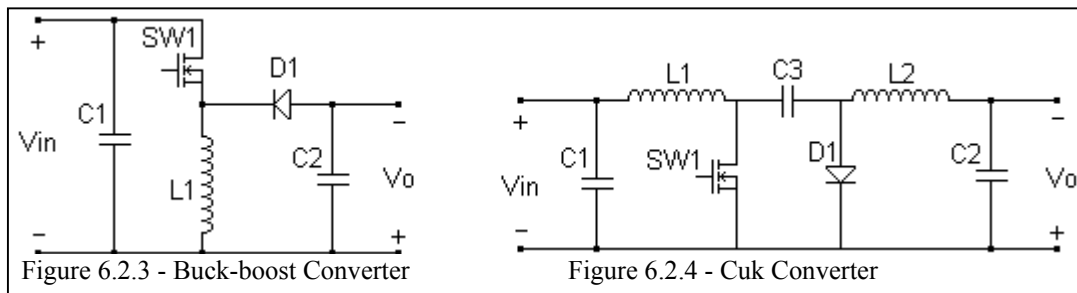 +
SW1
D1
C1
Vin
L1
C2
−
Vo
−
+
Figure 6.2.3 - Buck-boost Converter
L1
C3
L2
+
C1
SW1
D1
C2
−
Vin
Vo
−
+
Figure 6.2.4 - Cuk Converter